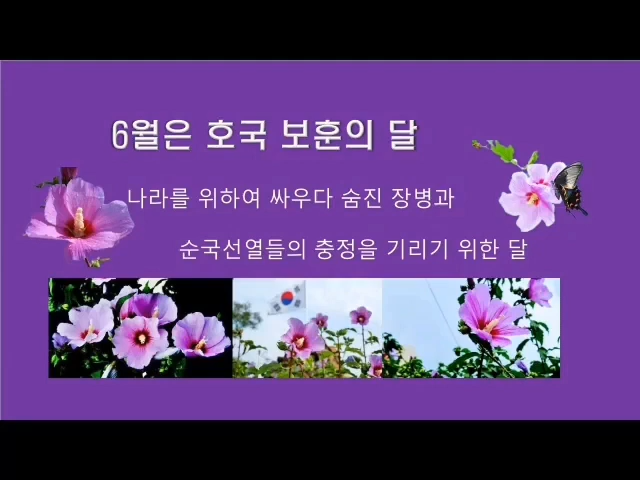 6월은 호국 보훈의 달
나라를 위하여 싸우다 숨진 장병과
순국선열들의 충정을 기리기 위한 달